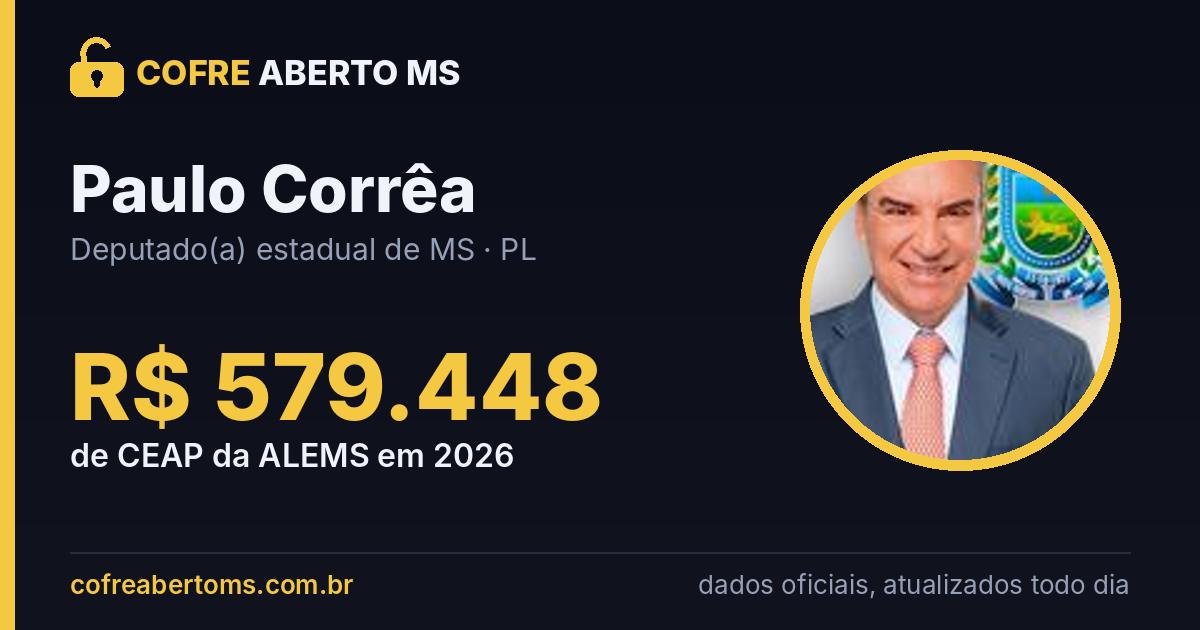 COFRE ABERTO MS
Paulo Corrêa
Deputado(a) estadual de MS · PL
R$ 579.448
de CEAP da ALEMS em 2026
cofreabertoms.com.br
dados oficiais, atualizados todo dia